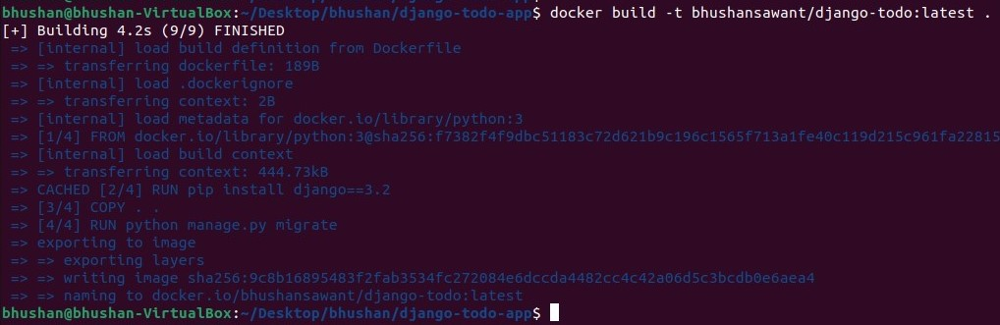 bhushan@bhushan-VirtualBox:~/Desktop/bhushan/django-todo-app$ docker build -t bhushansawant/django-todo:latest .
[+] Building 4.2s (9/9) FINISHED
=> [internal] load build definition from Dockerfile
=> => transferring dockerfile: 189B
=> [internal] load .dockerignore
=> => transferring context: 2B
=> [internal] load metadata for docker.io/library/python:3
=> [1/4] FROM docker.io/library/python:3@sha256:f7382f4f9dbc51183c72d621b9c196c1565f713a1fe40c119d215c961fa22815
=> [internal] load build context
=> => transferring context: 444.73kB
=> CACHED [2/4] RUN pip install django==3.2
=> [3/4] COPY . .
=> [4/4] RUN python manage.py migrate
=> exporting to image
=> => exporting layers
=> => writing image sha256:9c8b16895483f2fab3534fc272084e6dccda4482cc4c42a06d5c3bcdb0e6aea4
=> => naming to docker.io/bhushansawant/django-todo:latest
bhushan@bhushan-VirtualBox:~/Desktop/bhushan/django-todo-app$